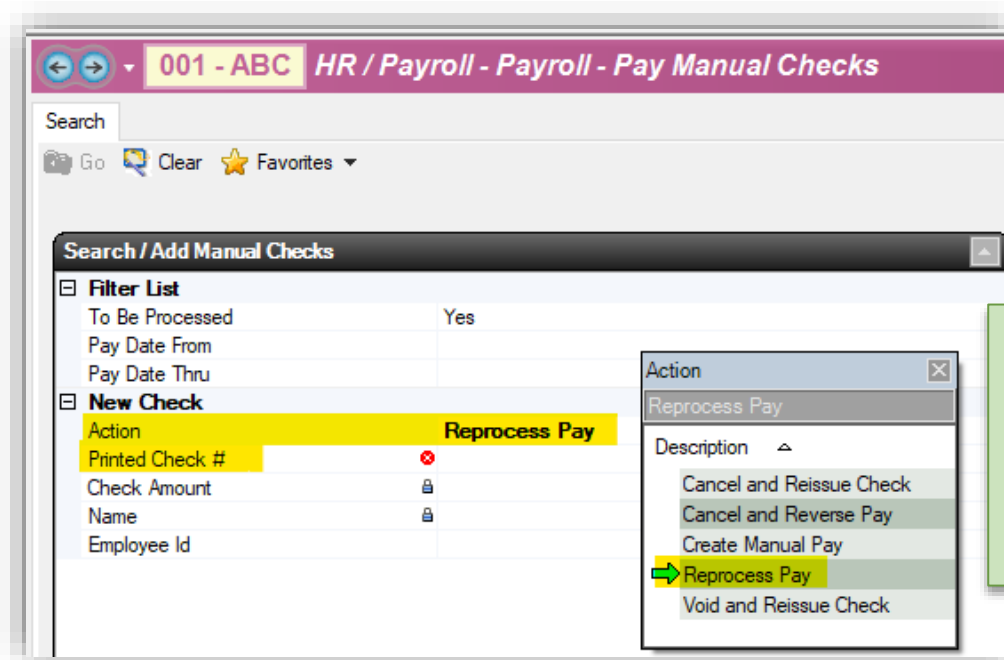 001 - ABC HR / Payroll - Payroll - Pay Manual Checks
Search
Go Clear Favorites
Search / Add Manual Checks
Filter List
To Be Processed Yes
Pay Date From
Pay Date Thru
New Check
Action Reprocess Pay
Printed Check #
Check Amount
Name
Employee Id
Action
Reprocess Pay
Description
Cancel and Reissue Check
Cancel and Reverse Pay
Create Manual Pay
Reprocess Pay
Void and Reissue Check